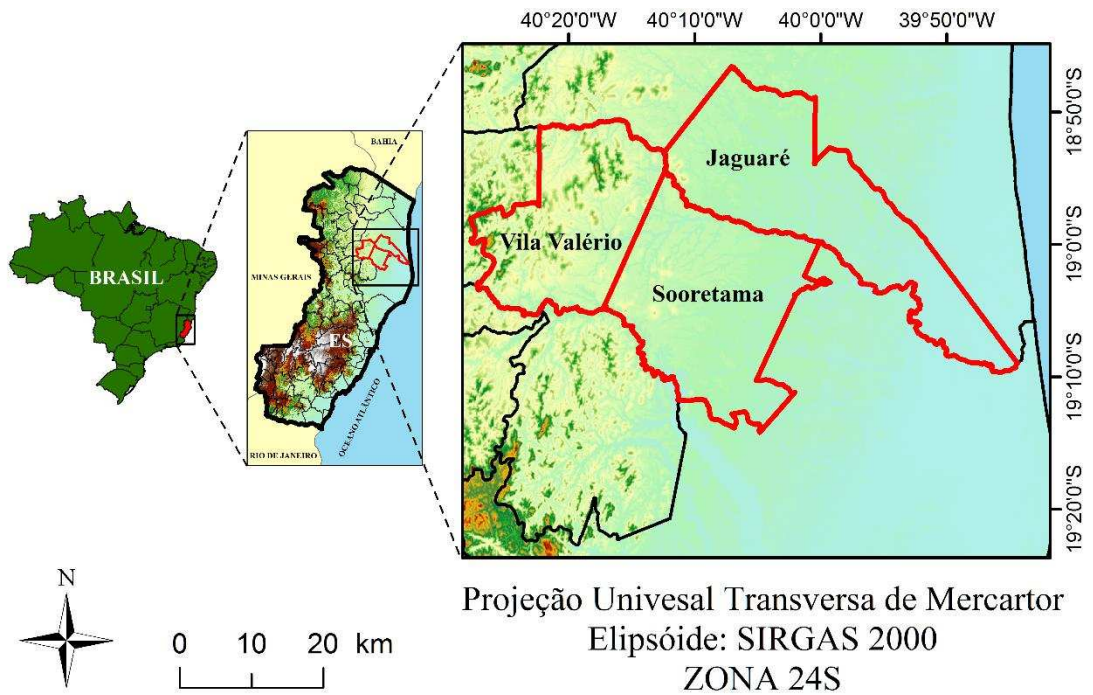 40°20'0"W 40°10'0"W 40°0'0"W 39°50'0"W
BAHIA
BRASIL
MINAS GERAIS
ES
OCEANO ATLÂNTICO
RIO DE JANEIRO
Jaguaré
Vila Valério
Sooretama
18°50'0"S
19°0'0"S
19°10'0"S
19°20'0"S
N
0 10 20 km
Projeção Univesal Transversa de Mercartor
Elipsóide: SIRGAS 2000
ZONA 24S